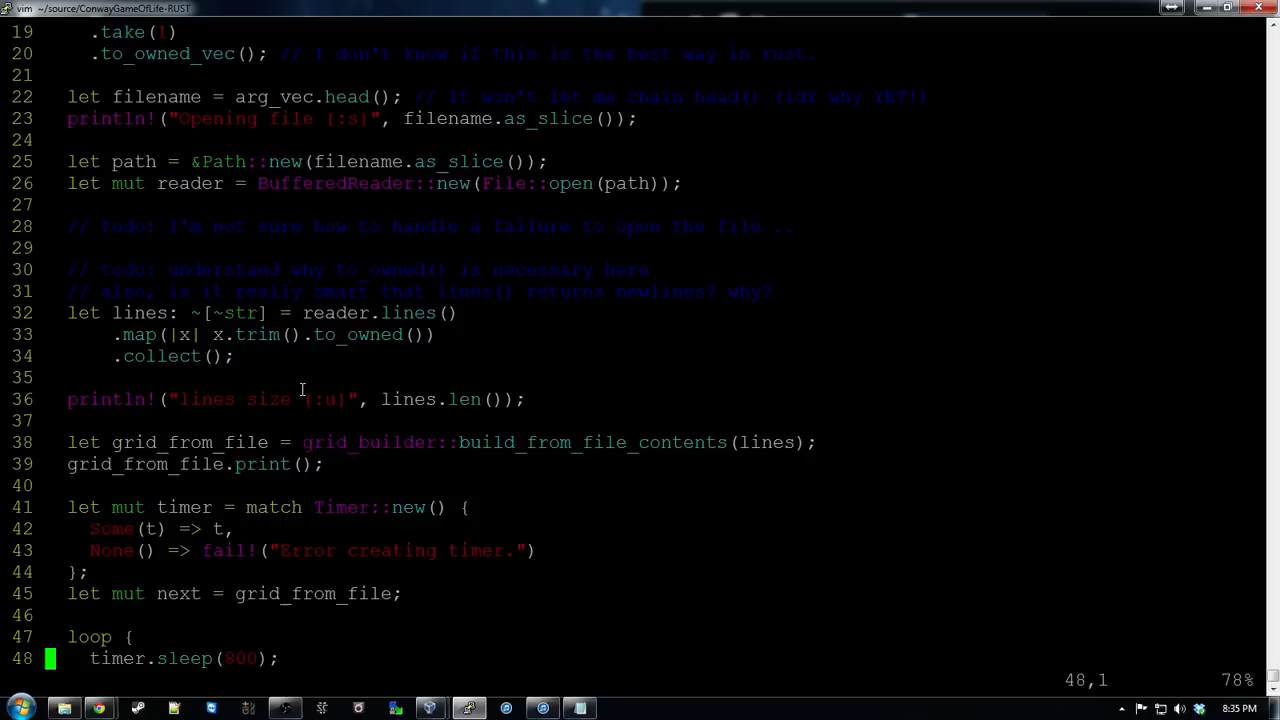 vim ~/source/ConwayGameOfLife-RUST
19 .take(1)
20 .to_owned_vec(); // I don't know if this is the best way in rust.
21
22 let filename = arg_vec.head(); // It won't let me chain head() (idk why YET!)
23 println!("Opening file {:s}", filename.as_slice());
24
25 let path = &Path::new(filename.as_slice());
26 let mut reader = BufferedReader::new(File::open(path));
27
28 // todo: I'm not sure how to handle a failure to open the file ..
29
30 // todo: understand why to_owned() is necessary here
31 // also, is it really smart that lines() returns newlines? why?
32 let lines: ~[~str] = reader.lines()
33 .map(|x| x.trim().to_owned())
34 .collect();
35
36 println!("lines size {:u}", lines.len());
37
38 let grid_from_file = grid_builder::build_from_file_contents(lines);
39 grid_from_file.print();
40
41 let mut timer = match Timer::new() {
42 Some(t) => t,
43 None() => fail!("Error creating timer.")
44 };
45 let mut next = grid_from_file;
46
47 loop {
48 timer.sleep(800);
48,1 78%
8:35 PM